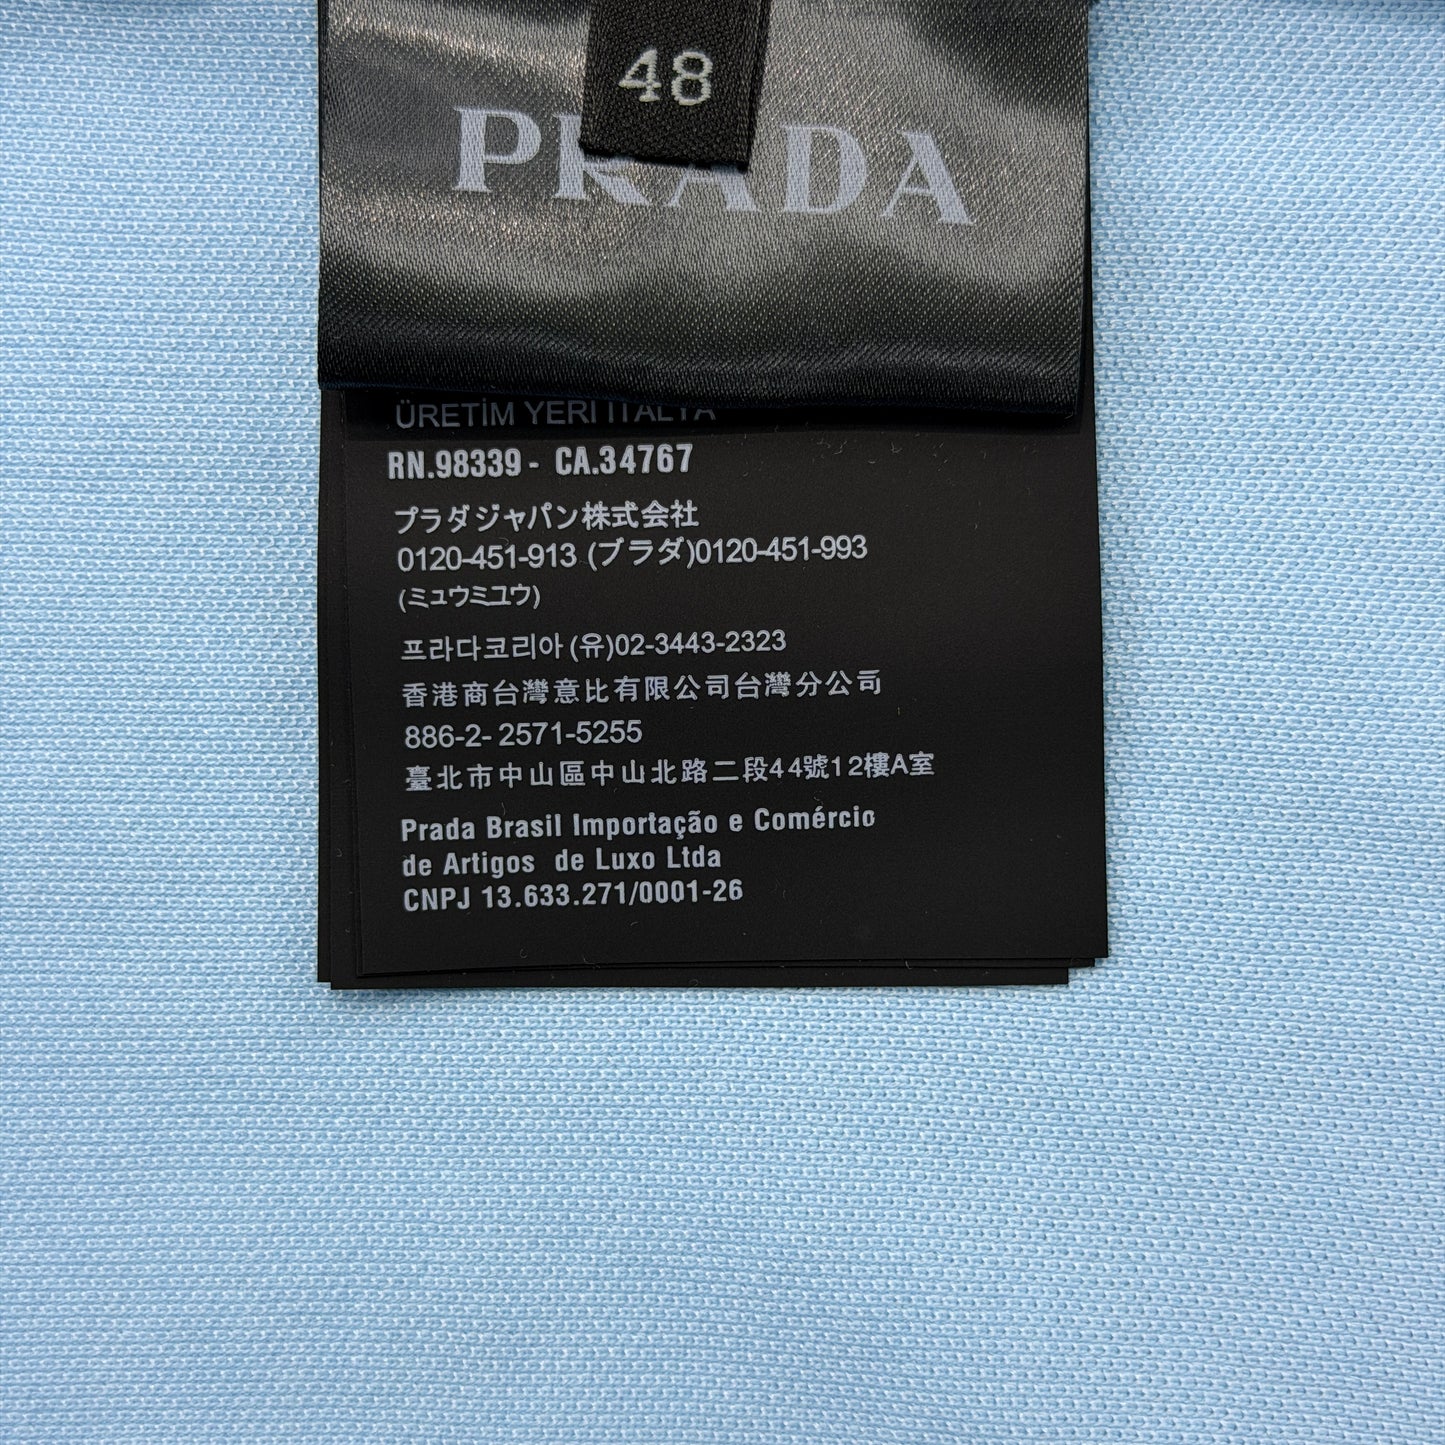 48
PRADA
ÜRETİM YERİ İTALYA
RN.98339 - CA.34767
プラダジャパン株式会社
0120-451-913 (プラダ)0120-451-993
(ミュウミユウ)
프라다코리아(유)02-3443-2323
香港商台灣意比有限公司台灣分公司
886-2- 2571-5255
臺北市中山區中山北路二段44號12樓A室
Prada Brasil Importação e Comércio
de Artigos de Luxo Ltda
CNPJ 13.633.271/0001-26